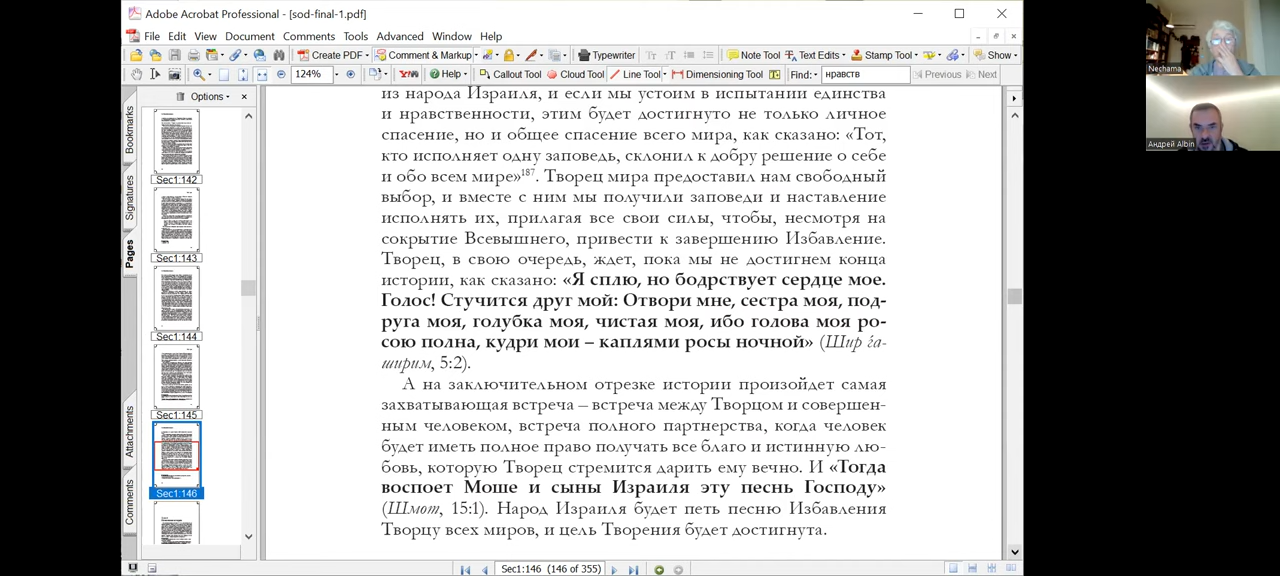 Adobe Acrobat Professional - [sod-final-1.pdf]
File Edit View Document Comments Tools Advanced Window Help
Create PDF Comment & Markup Typewriter Note Tool Text Edits Stamp Tool Show
124% Help Callout Tool Cloud Tool Line Tool Dimensioning Tool Find: нравств Previous Next
Options
Bookmarks
Signatures
Pages
Attachments
Comments
Sec1:142
Sec1:143
Sec1:144
Sec1:145
Sec1:146
из народа Израиля, и если мы устоим в испытании единства
и нравственности, этим будет достигнуто не только личное
спасение, но и общее спасение всего мира, как сказано: «Тот,
кто исполняет одну заповедь, склонил к добру решение о себе
и обо всем мире»187. Творец мира предоставил нам свободный
выбор, и вместе с ним мы получили заповеди и наставление
исполнять их, прилагая все свои силы, чтобы, несмотря на
сокрытие Всевышнего, привести к завершению Избавление.
Творец, в свою очередь, ждет, пока мы не достигнем конца
истории, как сказано: «Я сплю, но бодрствует сердце мое.
Голос! Стучится друг мой: Отвори мне, сестра моя, под-
руга моя, голубка моя, чистая моя, ибо голова моя ро-
сою полна, кудри мои – каплями росы ночной» (Шир ѓа-
ширим, 5:2).
А на заключительном отрезке истории произойдет самая
захватывающая встреча – встреча между Творцом и совершен-
ным человеком, встреча полного партнерства, когда человек
будет иметь полное право получать все благо и истинную лю-
бовь, которую Творец стремится дарить ему вечно. И «Тогда
воспоет Моше и сыны Израиля эту песнь Господу»
(Шмот, 15:1). Народ Израиля будет петь песню Избавления
Творцу всех миров, и цель Творения будет достигнута.
Sec1:146 (146 of 355)
Nechama
Андрей Albin